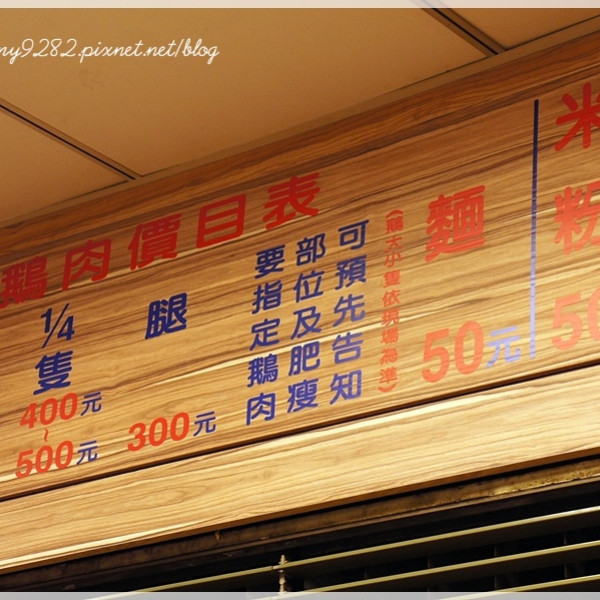 ny9282.pixnet.net/blog
鵝肉價目表
1/4隻
400元
~
500元
腿
300元
要指定鵝肉
部位及肥瘦
可預先告知
(鵝大小隻依現場為準)
麵
50元
米粉
50